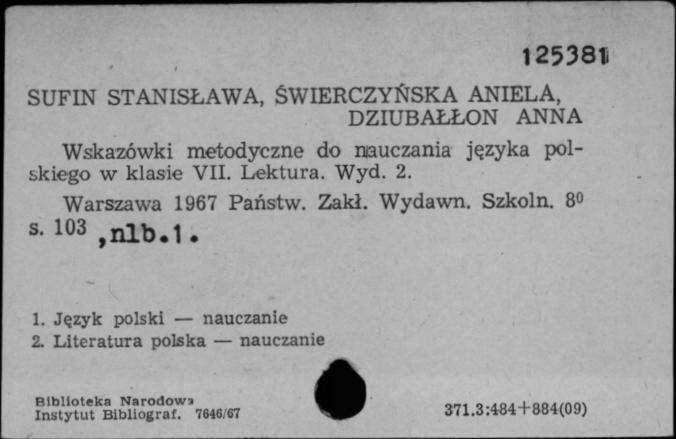 125381
SUFIN STANISŁAWA, ŚWIERCZYŃSKA ANIELA,
DZIUBAŁŁON ANNA
Wskazówki metodyczne do nauczania języka pol-
skiego w klasie VII. Lektura. Wyd. 2.
Warszawa 1967 Państw. Zakł. Wydawn. Szkoln. 8⁰
s. 103 , nlb.1.
1. Język polski — nauczanie
2. Literatura polska — nauczanie
Biblioteka Narodowa
Instytut Bibliograf. 7646/67
371.3:484+884(09)